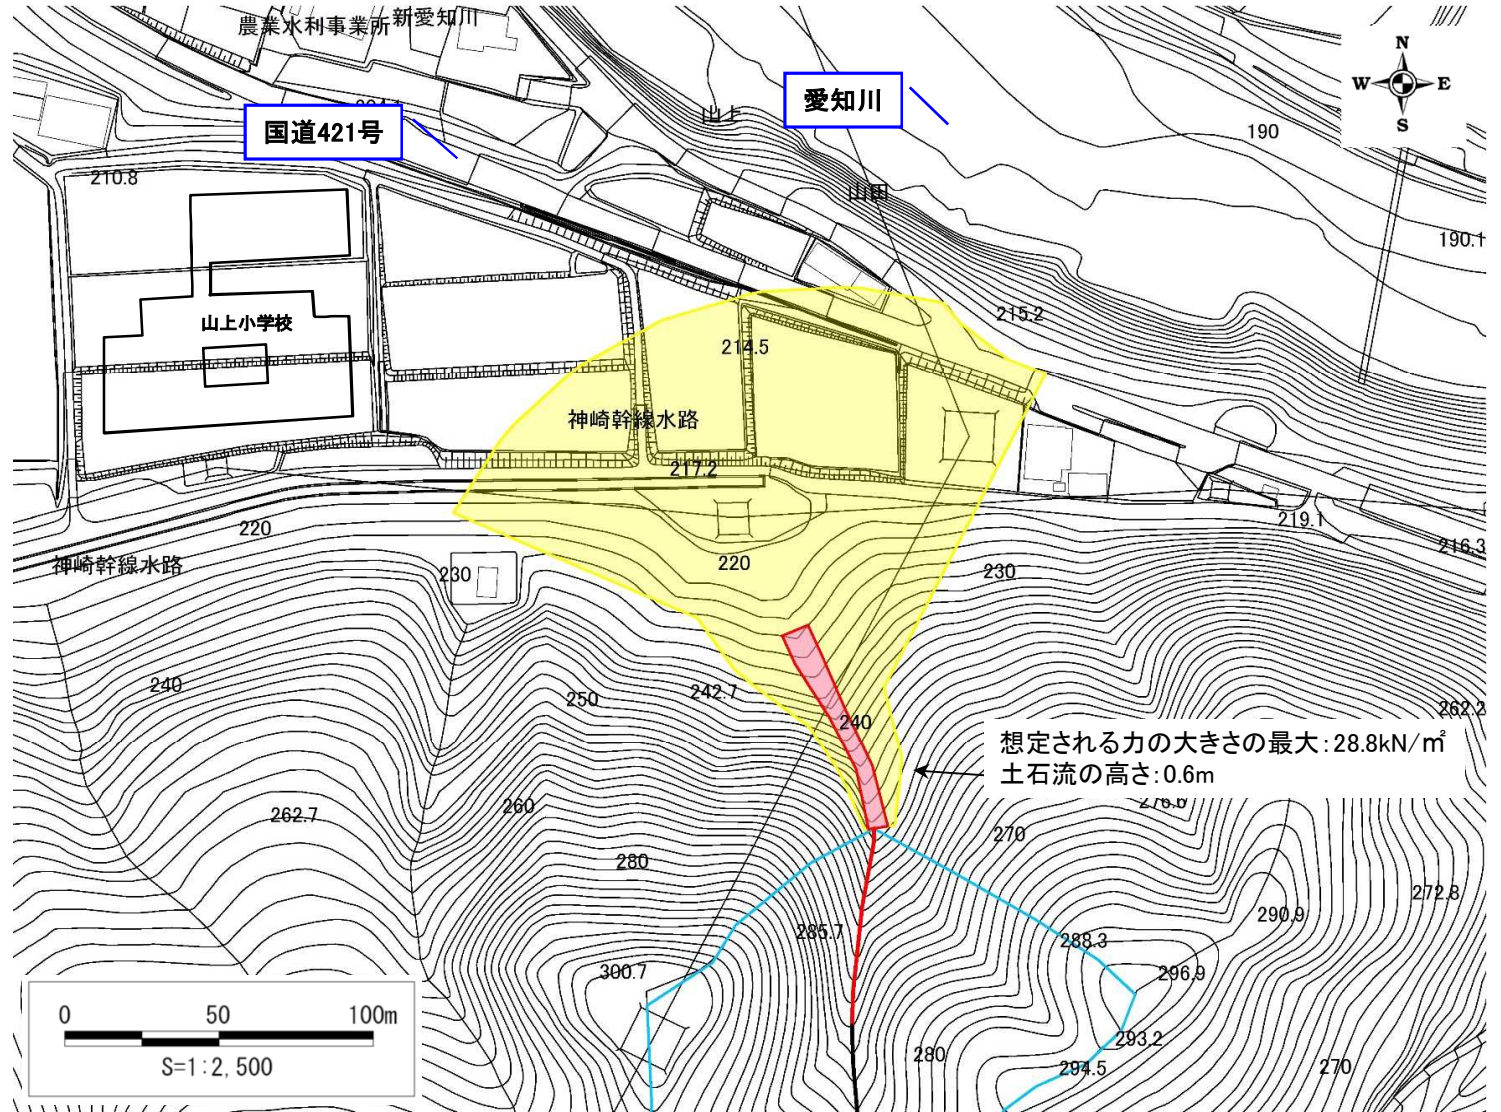 農業水利事業所 新愛知川
N
W E
S
愛知川
国道421号
山上
190
210.8
山田
190.1
215.2
山上小学校
214.5
神崎幹線水路
217.2
220
219.1
216.3
神崎幹線水路
230
220
230
240
250
242.7
240
262.2
想定される力の大きさの最大:28.8kN/㎡
土石流の高さ:0.6m
262.7
260
270
280
272.8
290.9
285.7
288.3
300.7
296.9
0 50 100m
S=1:2,500
293.2
280
294.5
270